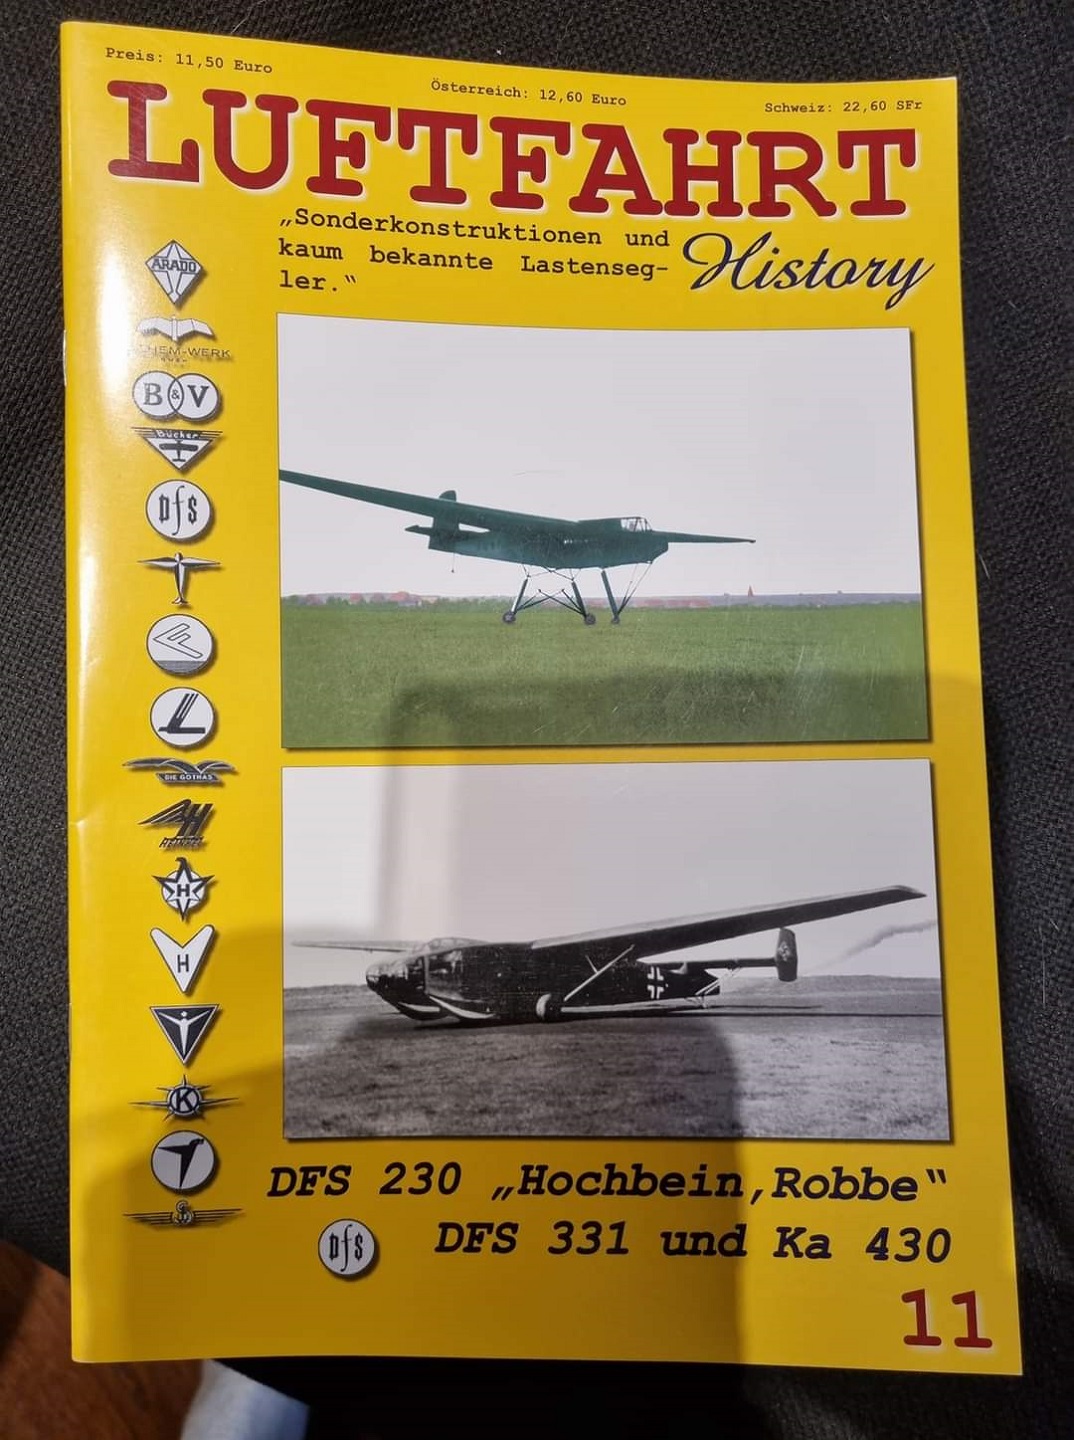 Preis: 11,50 Euro
Österreich: 12,60 Euro
Schweiz: 22,60 SFr
LUFTFAHRT
History
„Sonderkonstruktionen und
kaum bekannte Lastenseg-
ler.“
ARADO
B & V
Bücker
Dfs
DIE GOTHAS
H
H
K
DFS 230 „Hochbein,Robbe“
Dfs
DFS 331 und Ka 430
11